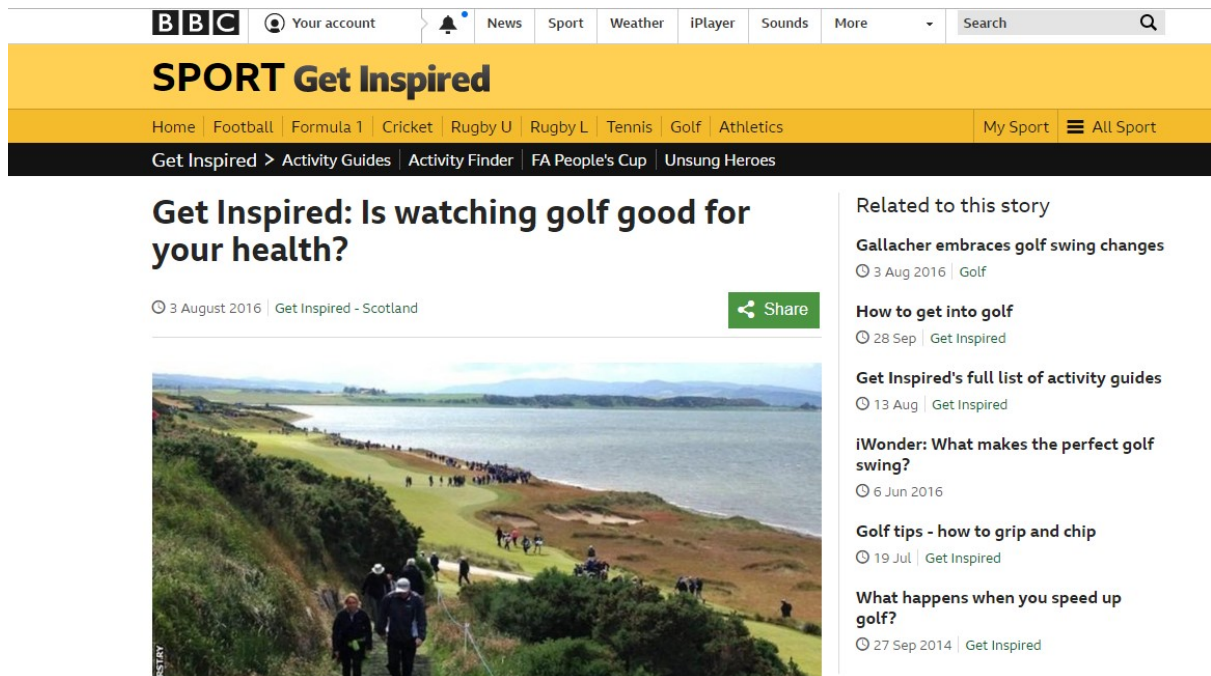 BBC Your account News Sport Weather iPlayer Sounds More Search
SPORT Get Inspired
Home Football Formula 1 Cricket Rugby U Rugby L Tennis Golf Athletics My Sport All Sport
Get Inspired > Activity Guides Activity Finder FA People's Cup Unsung Heroes
Get Inspired: Is watching golf good for
your health?
3 August 2016 Get Inspired - Scotland
Share
Related to this story
Gallacher embraces golf swing changes
3 Aug 2016 Golf
How to get into golf
28 Sep Get Inspired
Get Inspired's full list of activity guides
13 Aug Get Inspired
iWonder: What makes the perfect golf
swing?
6 Jun 2016
Golf tips - how to grip and chip
19 Jul Get Inspired
What happens when you speed up
golf?
27 Sep 2014 Get Inspired